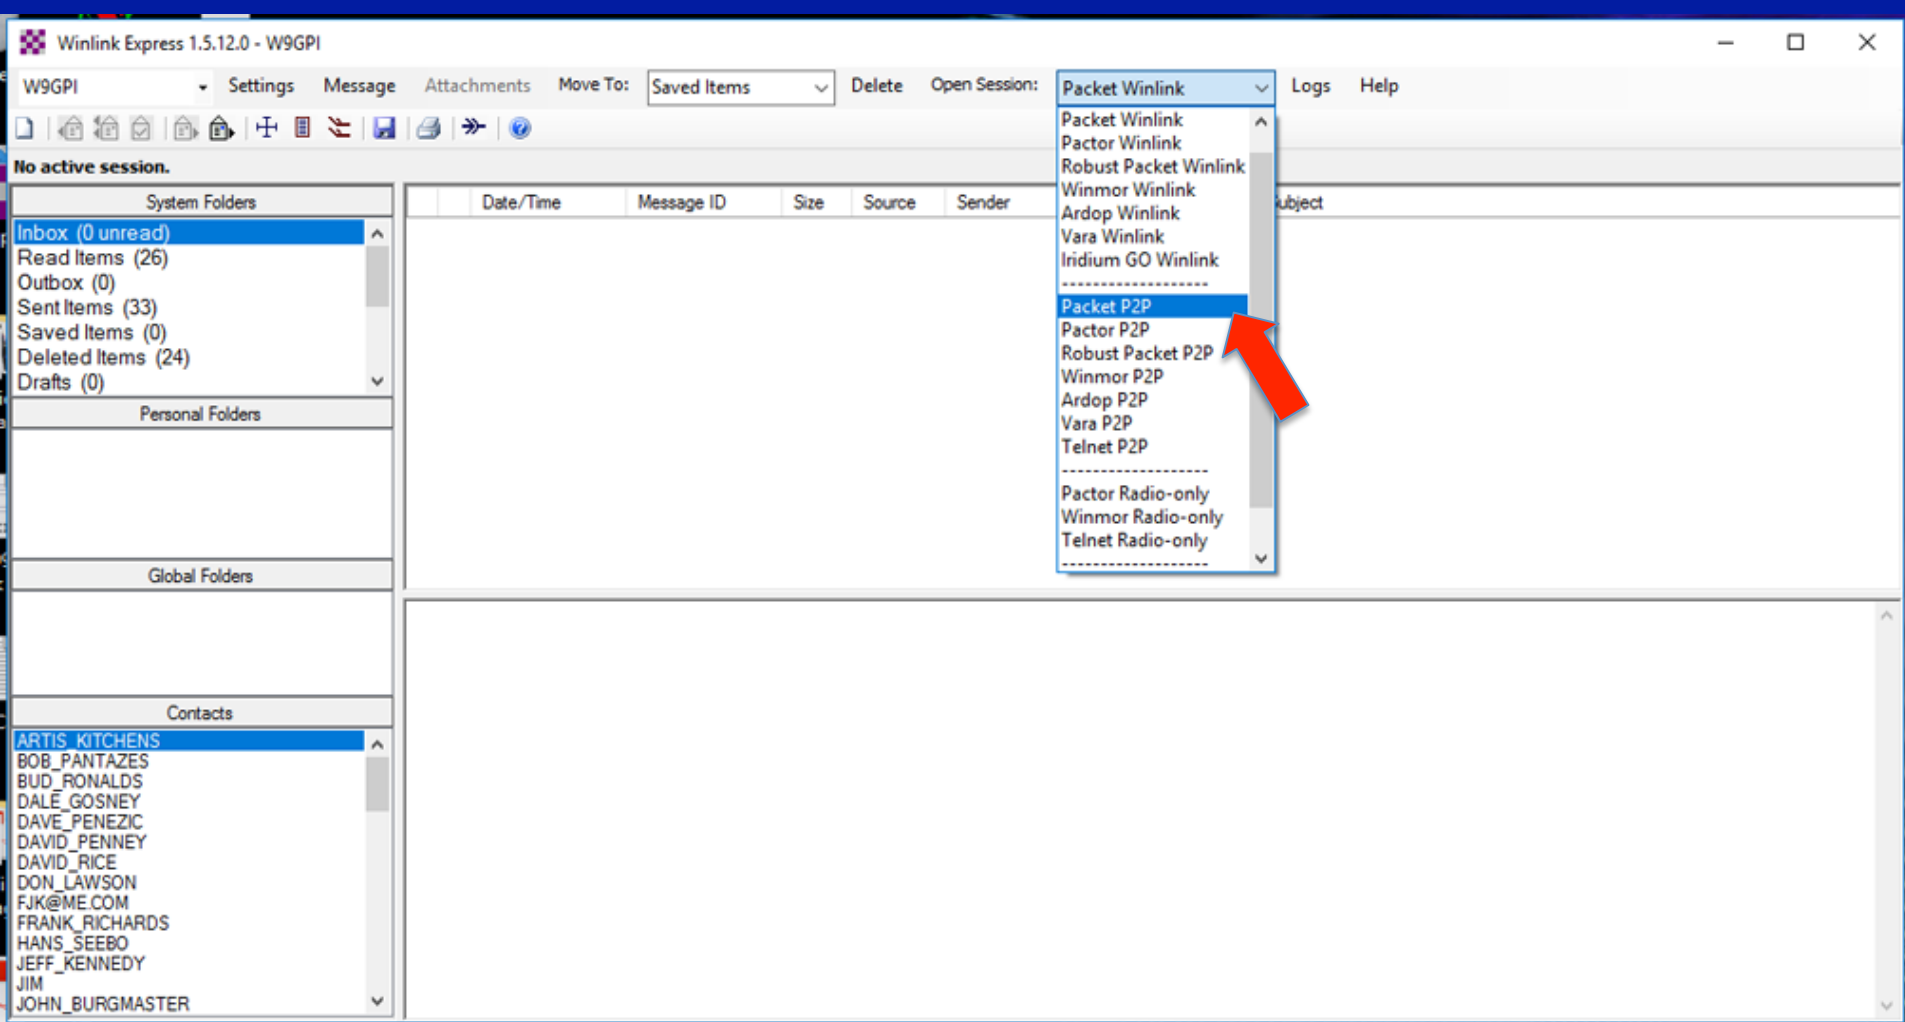 Winlink Express 1.5.12.0 - W9GPI
W9GPI Settings Message Attachments Move To: Saved Items Delete Open Session: Packet Winlink Logs Help
No active session.
System Folders
Inbox (0 unread)
Read Items (26)
Outbox (0)
Sent Items (33)
Saved Items (0)
Deleted Items (24)
Drafts (0)
Personal Folders
Global Folders
Contacts
ARTIS_KITCHENS
BOB_PANTAZES
BUD_RONALDS
DALE_GOSNEY
DAVE_PENEZIC
DAVID_PENNEY
DAVID_RICE
DON_LAWSON
FJK@ME.COM
FRANK_RICHARDS
HANS_SEEBO
JEFF_KENNEDY
JIM
JOHN_BURGMASTER
Date/Time Message ID Size Source Sender ubject
Packet Winlink
Pactor Winlink
Robust Packet Winlink
Winmor Winlink
Ardop Winlink
Vara Winlink
Iridium GO Winlink
-------------------
Packet P2P
Pactor P2P
Robust Packet P2P
Winmor P2P
Ardop P2P
Vara P2P
Telnet P2P
-------------------
Pactor Radio-only
Winmor Radio-only
Telnet Radio-only
-------------------